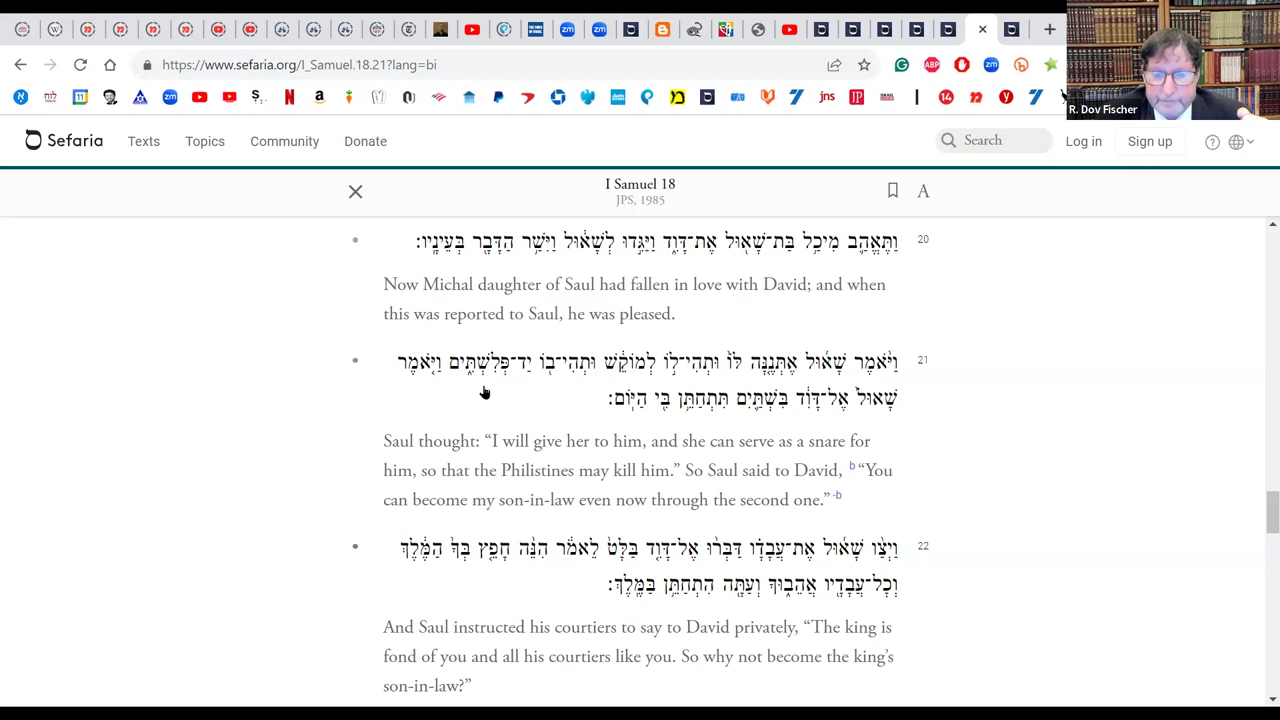 https://www.sefaria.org/I_Samuel.18.21?lang=bi
R. Dov Fischer
Sefaria
Texts
Topics
Community
Donate
Search
Log in
Sign up
I Samuel 18
JPS, 1985
וַתֶּאֱהַ֛ב מִיכַ֥ל בַּת־שָׁא֖וּל אֶת־דָּוִ֑ד וַיַּגִּ֣דוּ לְשָׁא֔וּל וַיִּשַׁ֥ר הַדָּבָ֖ר בְּעֵינָֽיו׃
20
Now Michal daughter of Saul had fallen in love with David; and when
this was reported to Saul, he was pleased.
וַיֹּ֨אמֶר שָׁא֜וּל אֶתְּנֶ֤נָּה לּוֹ֙ וּתְהִי־ל֣וֹ לְמוֹקֵ֔שׁ וּתְהִי־ב֖וֹ יַד־פְּלִשְׁתִּ֑ים וַיֹּ֤אמֶר
21
שָׁאוּל֙ אֶל־דָּוִ֔ד בִּשְׁתַּ֛יִם תִּתְחַתֵּ֥ן בִּ֖י הַיּֽוֹם׃
Saul thought: “I will give her to him, and she can serve as a snare for
him, so that the Philistines may kill him.” So Saul said to David, b “You
can become my son-in-law even now through the second one.” -b
וַיְצַ֨ו שָׁא֜וּל אֶת־עֲבָדָ֗ו דַּבְּר֨וּ אֶל־דָּוִ֤ד בַּלָּט֙ לֵאמֹ֔ר הִנֵּ֨ה חָפֵ֤ץ בְּךָ֙ הַמֶּ֔לֶךְ
22
וְכׇל־עֲבָדָ֖יו אֲהֵב֑וּךָ וְעַתָּ֖ה הִתְחַתֵּ֥ן בַּמֶּֽלֶךְ׃
And Saul instructed his courtiers to say to David privately, “The king is
fond of you and all his courtiers like you. So why not become the king’s
son-in-law?”